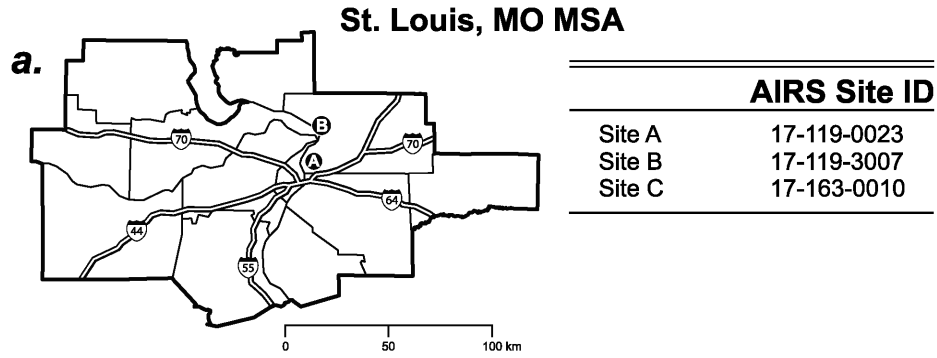 St. Louis, MO MSA
a.
AIRS Site ID
Site A 17-119-0023
Site B 17-119-3007
Site C 17-163-0010
B
A
70
70
64
44
55
0 50 100 km